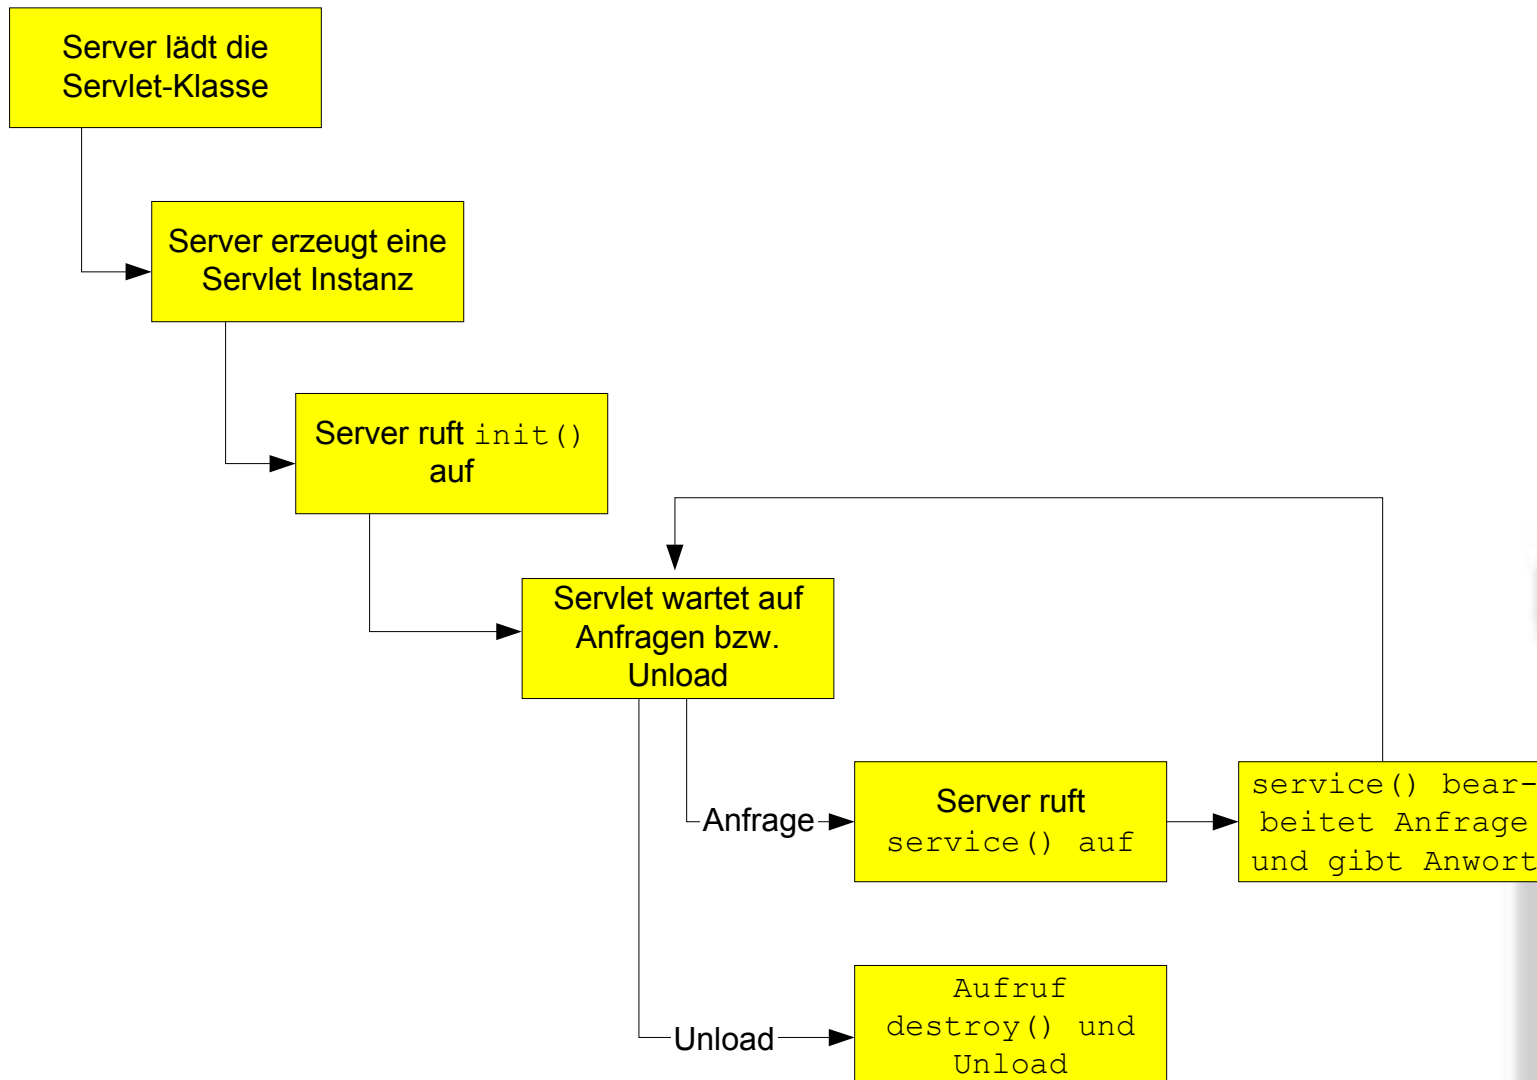 Server lädt die
Servlet-Klasse
Server erzeugt eine
Servlet Instanz
Server ruft init()
auf
Servlet wartet auf
Anfragen bzw.
Unload
Anfrage
Server ruft
service() auf
service() bear-
beitet Anfrage
und gibt Anwort
Unload
Aufruf
destroy() und
Unload